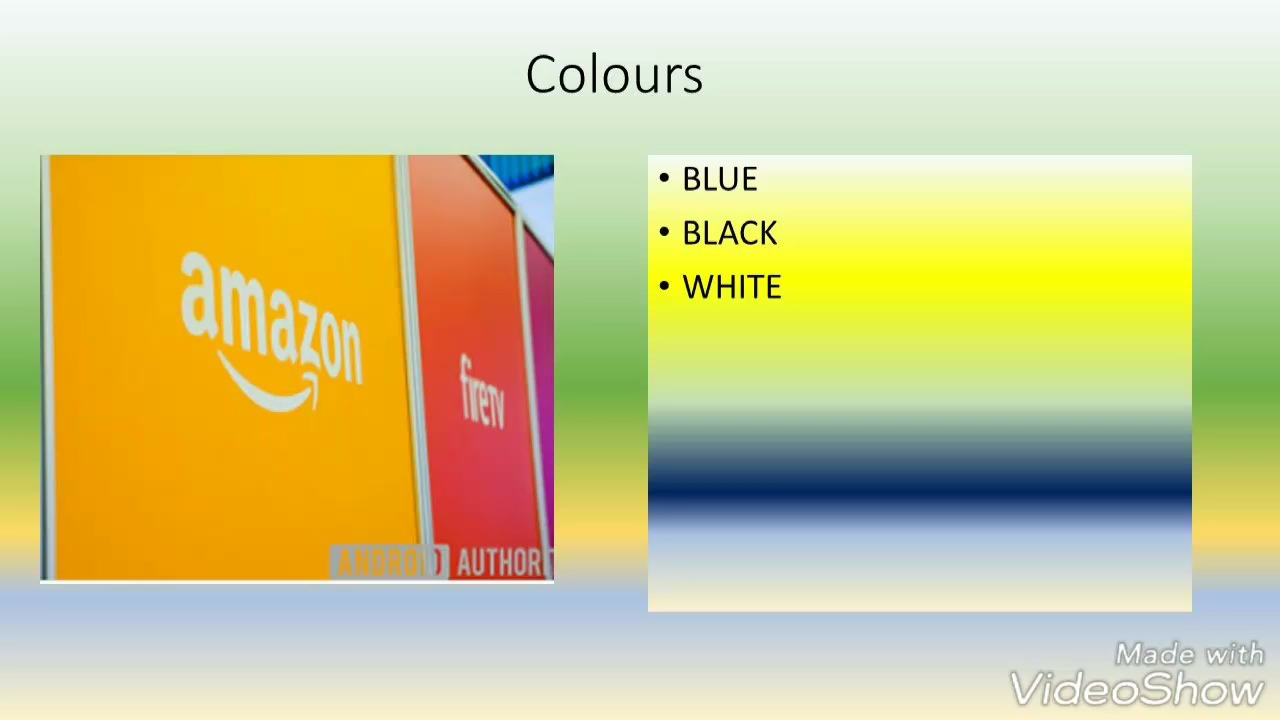 Colours
amazon
fireTV
ANDROID AUTHOR
• BLUE
• BLACK
• WHITE
Made with
VideoShow